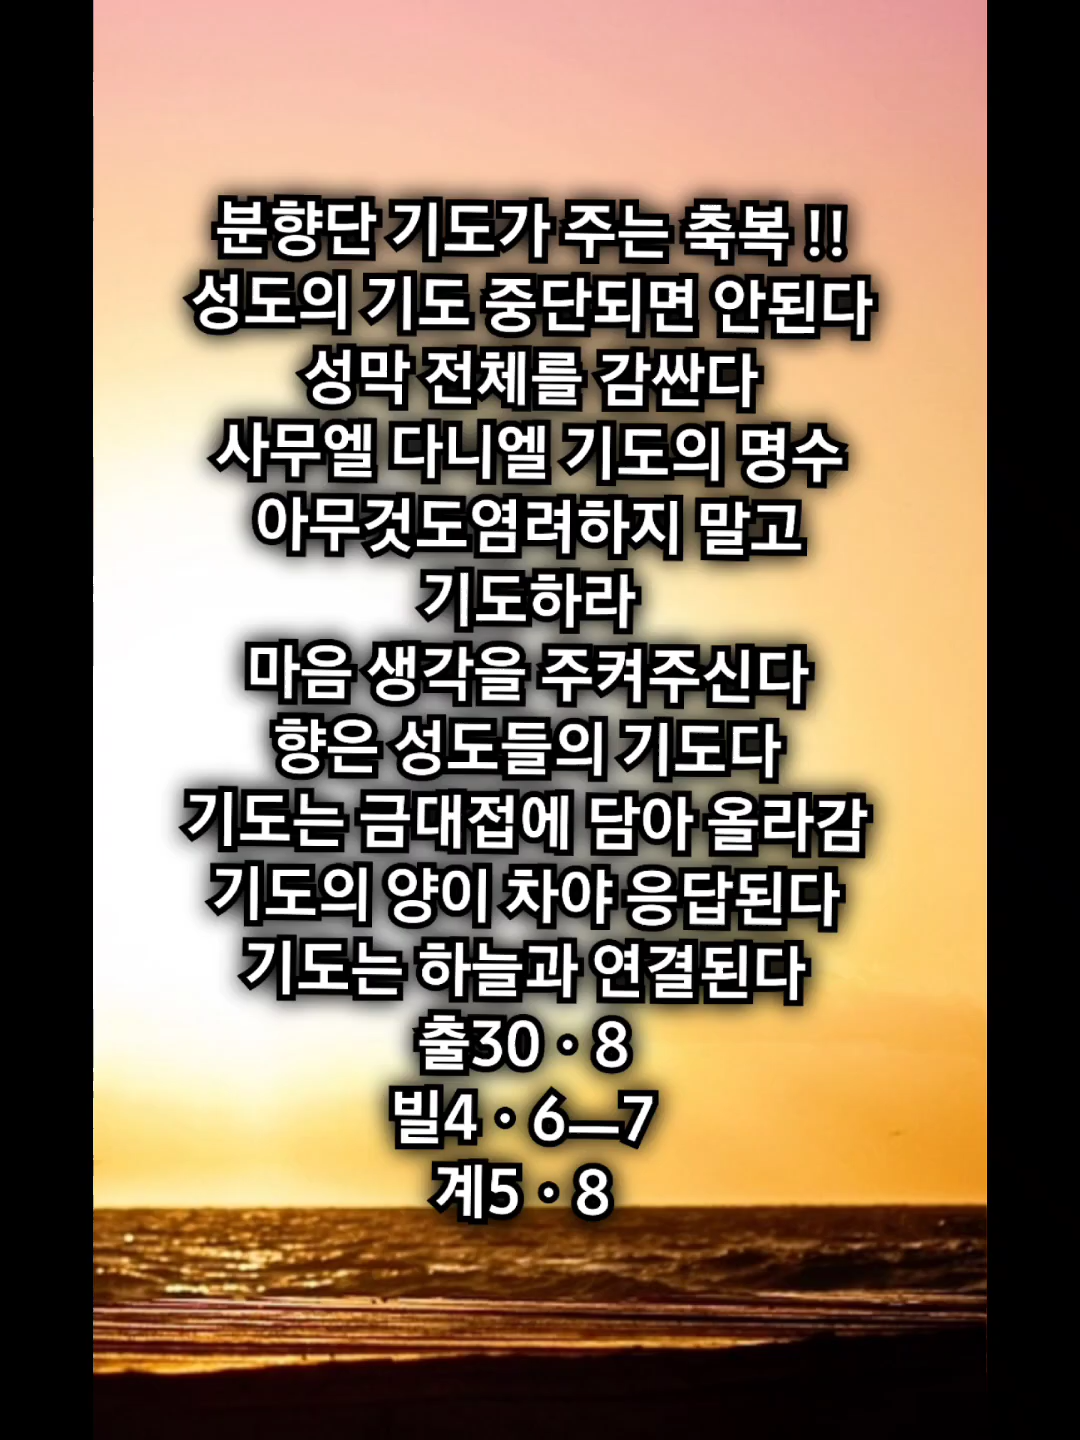 분향단 기도가 주는 축복 !!
성도의 기도 중단되면 안된다
성막 전체를 감싼다
사무엘 다니엘 기도의 명수
아무것도염려하지 말고
기도하라
마음 생각을 주켜주신다
향은 성도들의 기도다
기도는 금대접에 담아 올라감
기도의 양이 차야 응답된다
기도는 하늘과 연결된다
출30 · 8
빌4 · 6—7
계5 · 8